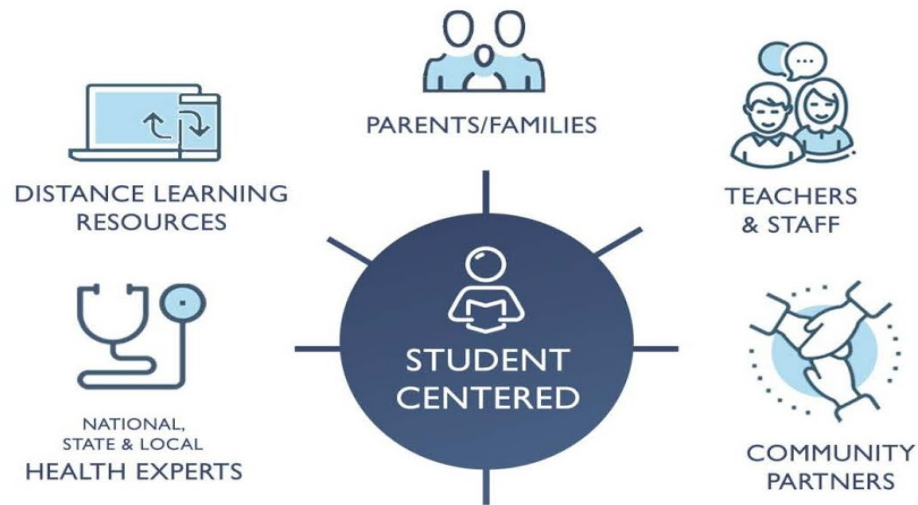 PARENTS/FAMILIES
DISTANCE LEARNING
RESOURCES
TEACHERS
& STAFF
STUDENT
CENTERED
NATIONAL,
STATE & LOCAL
HEALTH EXPERTS
COMMUNITY
PARTNERS